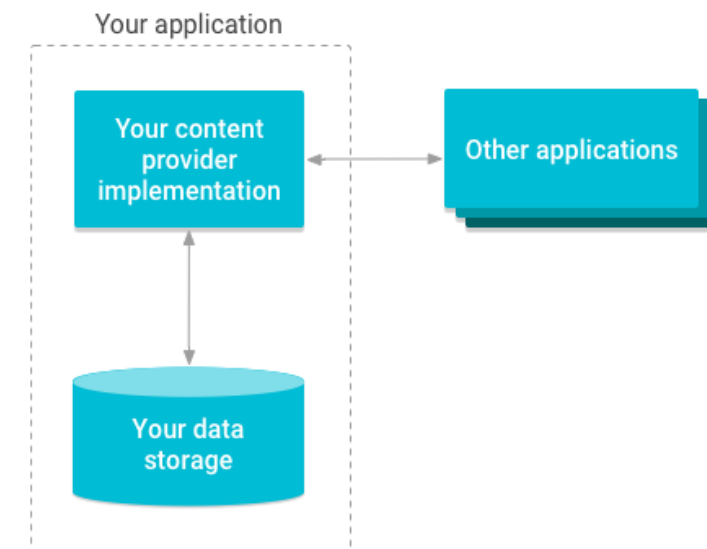 Your application
Your content
provider
implementation
Other applications
Your data
storage